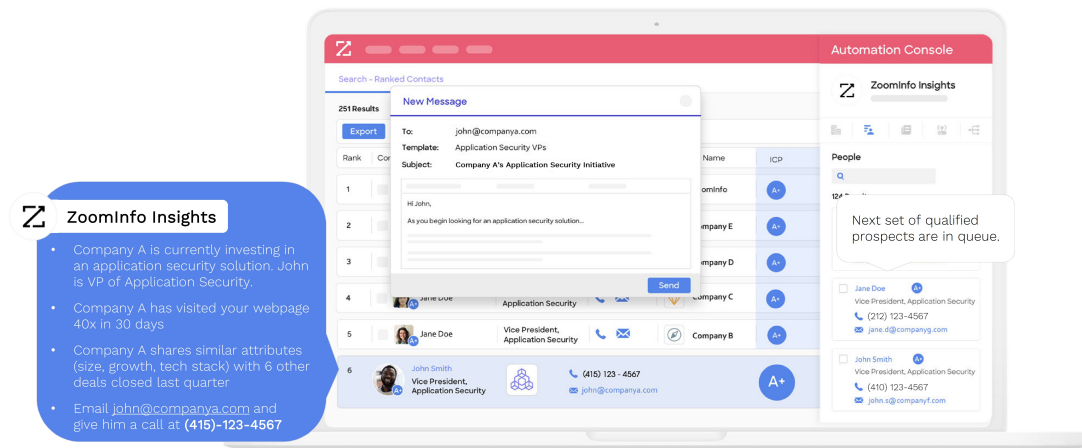 ZoomInfo Insights
• Company A is currently investing in
an application security solution. John
is VP of Application Security.
• Company A has visited your webpage
40x in 30 days
• Company A shares similar attributes
(size, growth, tech stack) with 6 other
deals closed last quarter
• Email john@companya.com and
give him a call at (415)-123-4567
Search - Ranked Contacts
251 Results
Export
Rank Name ICP
1 A+
2 Company E A+
3 Company D A+
4 Jane Doe A+ Application Security Company C A+
5 Jane Doe A+ Vice President,
Application Security Company B A+
6 John Smith
Vice President,
Application Security A+
(415) 123 - 4567
john@companya.com
A+
New Message
To: john@companya.com
Template: Application Security VPs
Subject: Company A's Application Security Initiative
Hi John,
As you begin looking for an application security solution...
Send
Automation Console
ZoomInfo Insights
People
Next set of qualified
prospects are in queue.
Jane Doe A+
Vice President, Application Security
(212) 123-4567
jane.d@companyg.com
John Smith A+
Vice President, Application Security
(410) 123-4567
john.s@companyf.com